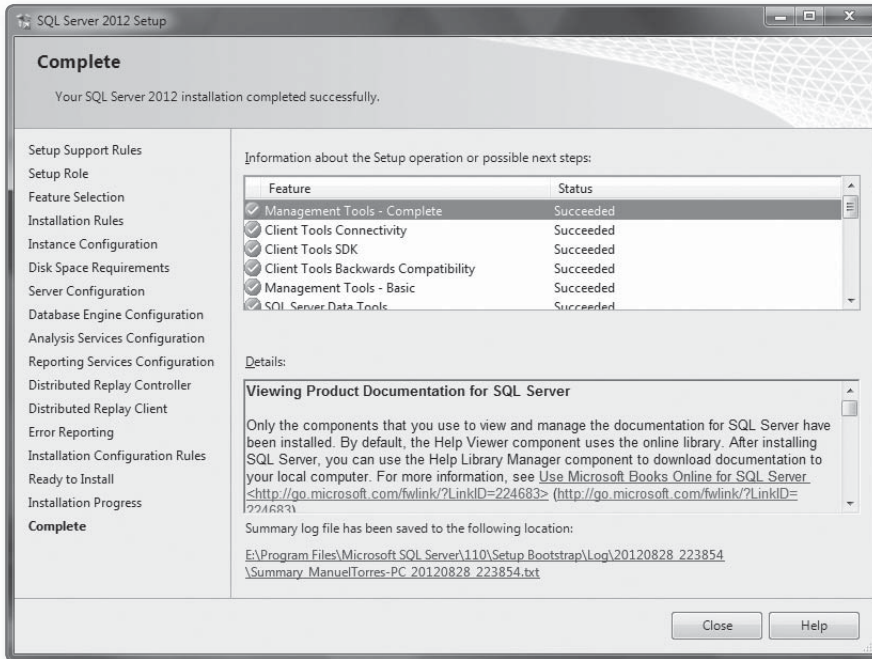 SQL Server 2012 Setup
Complete
Your SQL Server 2012 installation completed successfully.
Setup Support Rules
Setup Role
Feature Selection
Installation Rules
Instance Configuration
Disk Space Requirements
Server Configuration
Database Engine Configuration
Analysis Services Configuration
Reporting Services Configuration
Distributed Replay Controller
Distributed Replay Client
Error Reporting
Installation Configuration Rules
Ready to Install
Installation Progress
Complete
Information about the Setup operation or possible next steps:
Feature Status
Management Tools - Complete Succeeded
Client Tools Connectivity Succeeded
Client Tools SDK Succeeded
Client Tools Backwards Compatibility Succeeded
Management Tools - Basic Succeeded
SQL Server Data Tools Succeeded
Details:
Viewing Product Documentation for SQL Server
Only the components that you use to view and manage the documentation for SQL Server have
been installed. By default, the Help Viewer component uses the online library. After installing
SQL Server, you can use the Help Library Manager component to download documentation to
your local computer. For more information, see Use Microsoft Books Online for SQL Server
<http://go.microsoft.com/fwlink/?LinkID=224683> (http://go.microsoft.com/fwlink/?LinkID=
224683)
Summary log file has been saved to the following location:
E:\Program Files\Microsoft SQL Server\110\Setup Bootstrap\Log\20120828_223854
\Summary_ManuelTorres-PC_20120828_223854.txt
Close Help